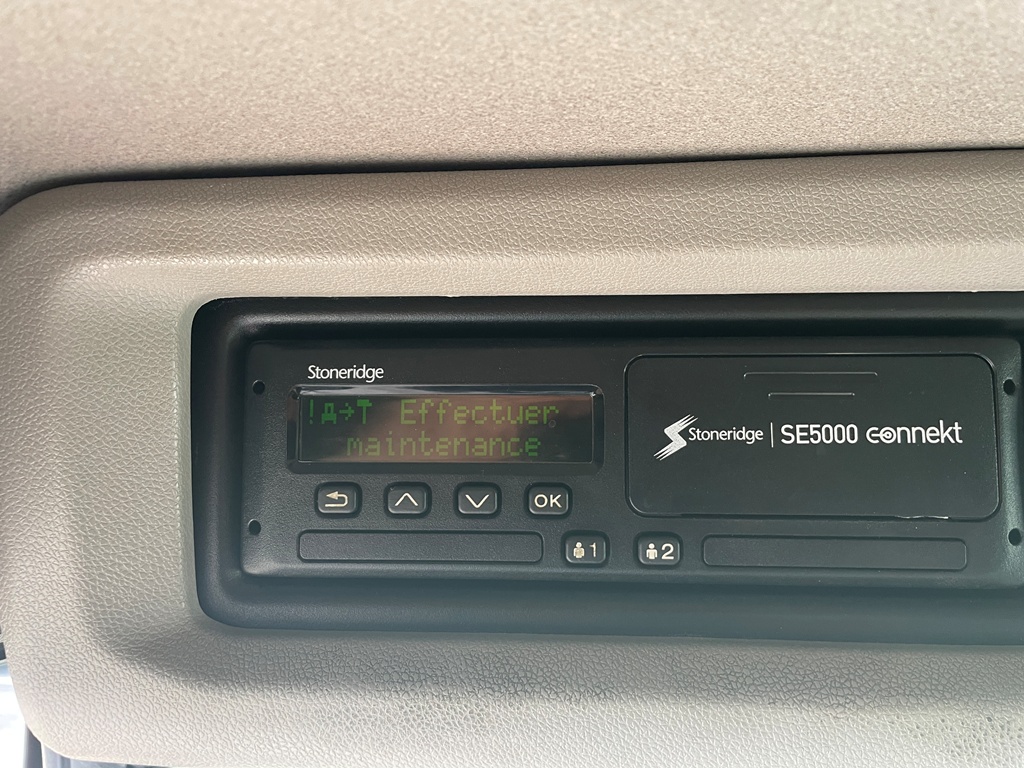 Stoneridge
! Effectuer
maintenance
Stoneridge | SE5000 connekt
OK
1
2